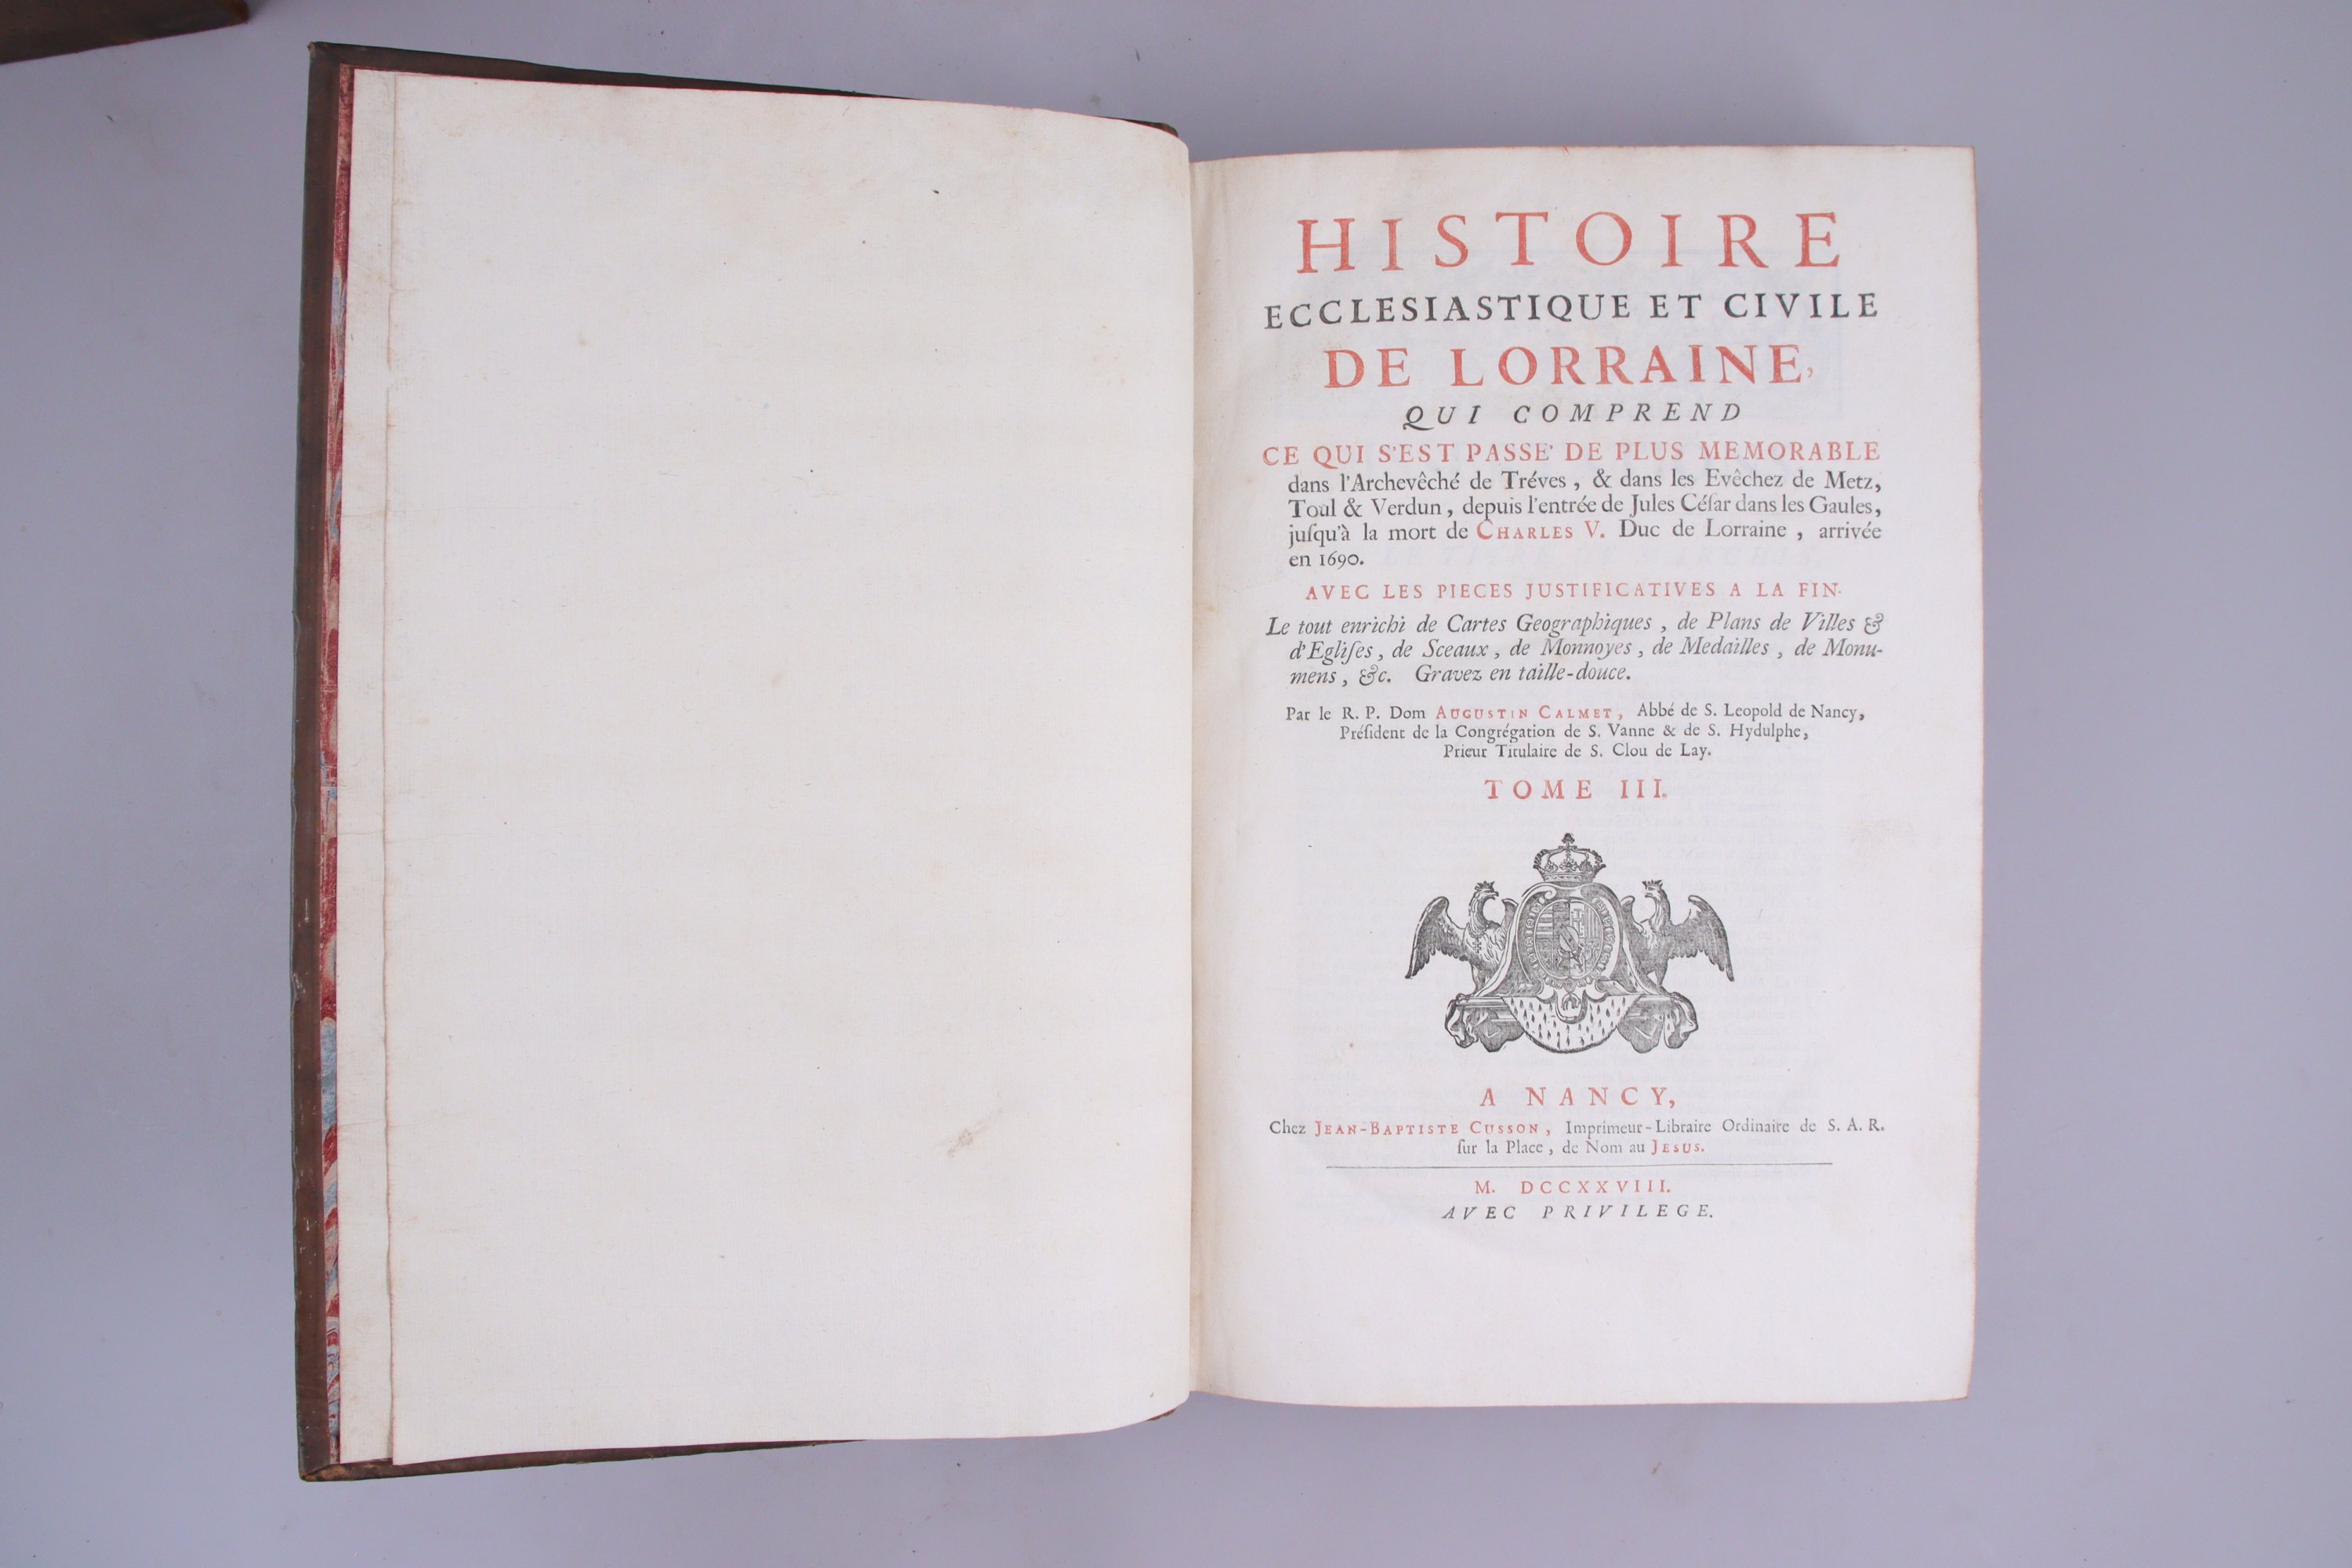 HISTOIRE
ECCLESIASTIQUE ET CIVILE
DE LORRAINE,
QUI COMPREND
CE QUI S'EST PASSE' DE PLUS MEMORABLE
dans l'Archevêché de Tréves, & dans les Evêchez de Metz,
Toul & Verdun, depuis l'entrée de Jules Céſar dans les Gaules,
juſqu'à la mort de CHARLES V. Duc de Lorraine, arrivée
en 1690.
AVEC LES PIECES JUSTIFICATIVES A LA FIN.
Le tout enrichi de Cartes Geographiques, de Plans de Villes &
d'Egliſes, de Sceaux, de Monnoyes, de Medailles, de Monu-
mens, &c. Gravez en taille-douce.
Par le R. P. Dom AUGUSTIN CALMET, Abbé de S. Leopold de Nancy,
Préſident de la Congrégation de S. Vanne & de S. Hydulphe,
Prieur Titulaire de S. Clou de Lay.
TOME III.
A NANCY,
Chez JEAN-BAPTISTE CUSSON, Imprimeur-Libraire Ordinaire de S. A. R.
ſur la Place, de Nom au JESUS.
M. DCCXXVIII.
AVEC PRIVILEGE.